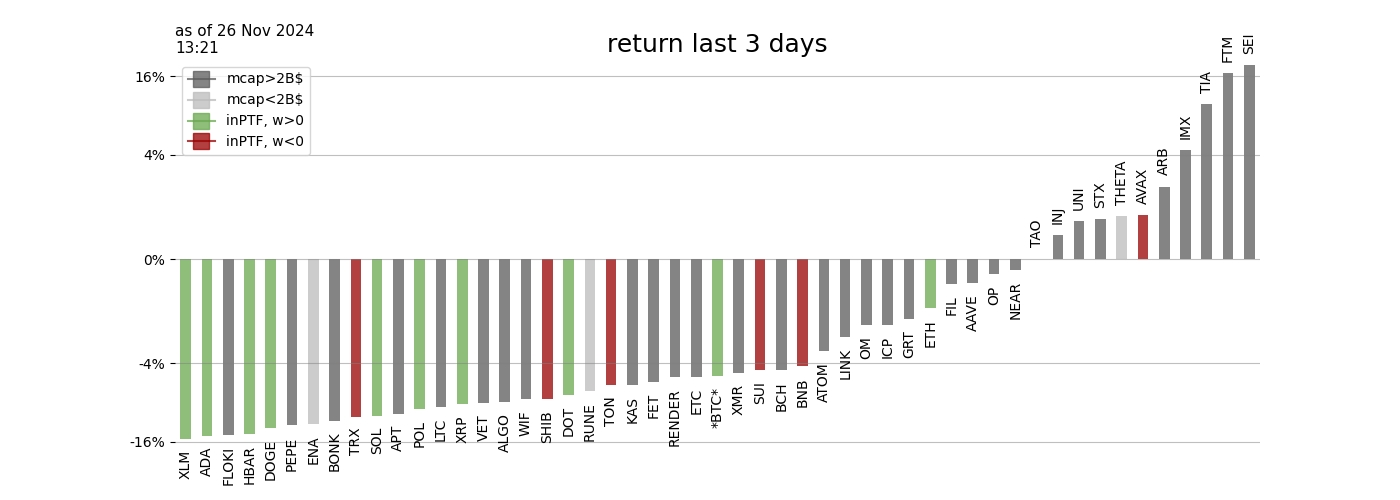 as of 26 Nov 2024
13:21
return last 3 days
mcap>2B$
mcap<2B$
inPTF, w>0
inPTF, w<0
16%
4%
0%
-4%
-16%
XLM
ADA
FLOKI
HBAR
DOGE
PEPE
ENA
BONK
TRX
SOL
APT
POL
LTC
XRP
VET
ALGO
WIF
SHIB
DOT
RUNE
TON
KAS
FET
RENDER
ETC
*BTC*
XMR
SUI
BCH
BNB
ATOM
LINK
OM
ICP
GRT
ETH
FIL
AAVE
OP
NEAR
TAO
INJ
UNI
STX
THETA
AVAX
ARB
IMX
TIA
FTM
SEI